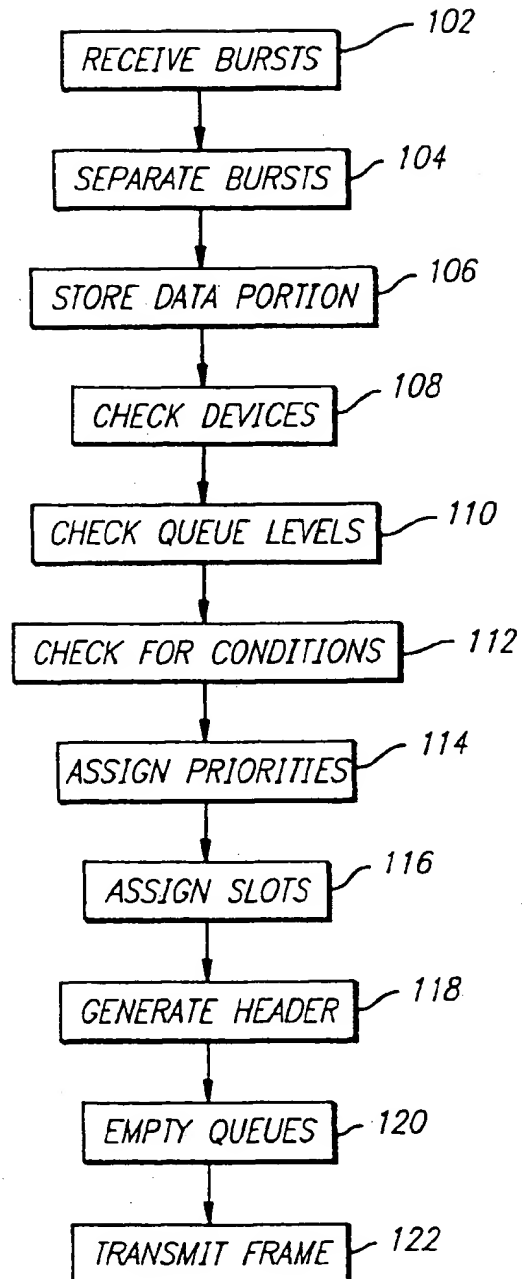 RECEIVE BURSTS 102
SEPARATE BURSTS 104
STORE DATA PORTION 106
CHECK DEVICES 108
CHECK QUEUE LEVELS 110
CHECK FOR CONDITIONS 112
ASSIGN PRIORITIES 114
ASSIGN SLOTS 116
GENERATE HEADER 118
EMPTY QUEUES 120
TRANSMIT FRAME 122